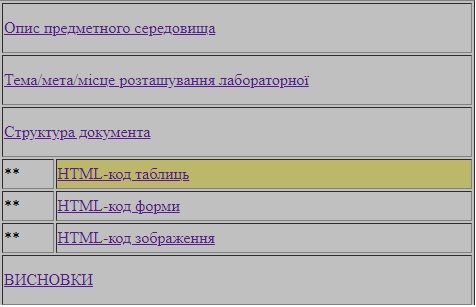 Опис предметного середовища
Тема/мета/місце розташування лабораторної
Структура документа
** HTML-код таблиць
** HTML-код форми
** HTML-код зображення
ВИСНОВКИ